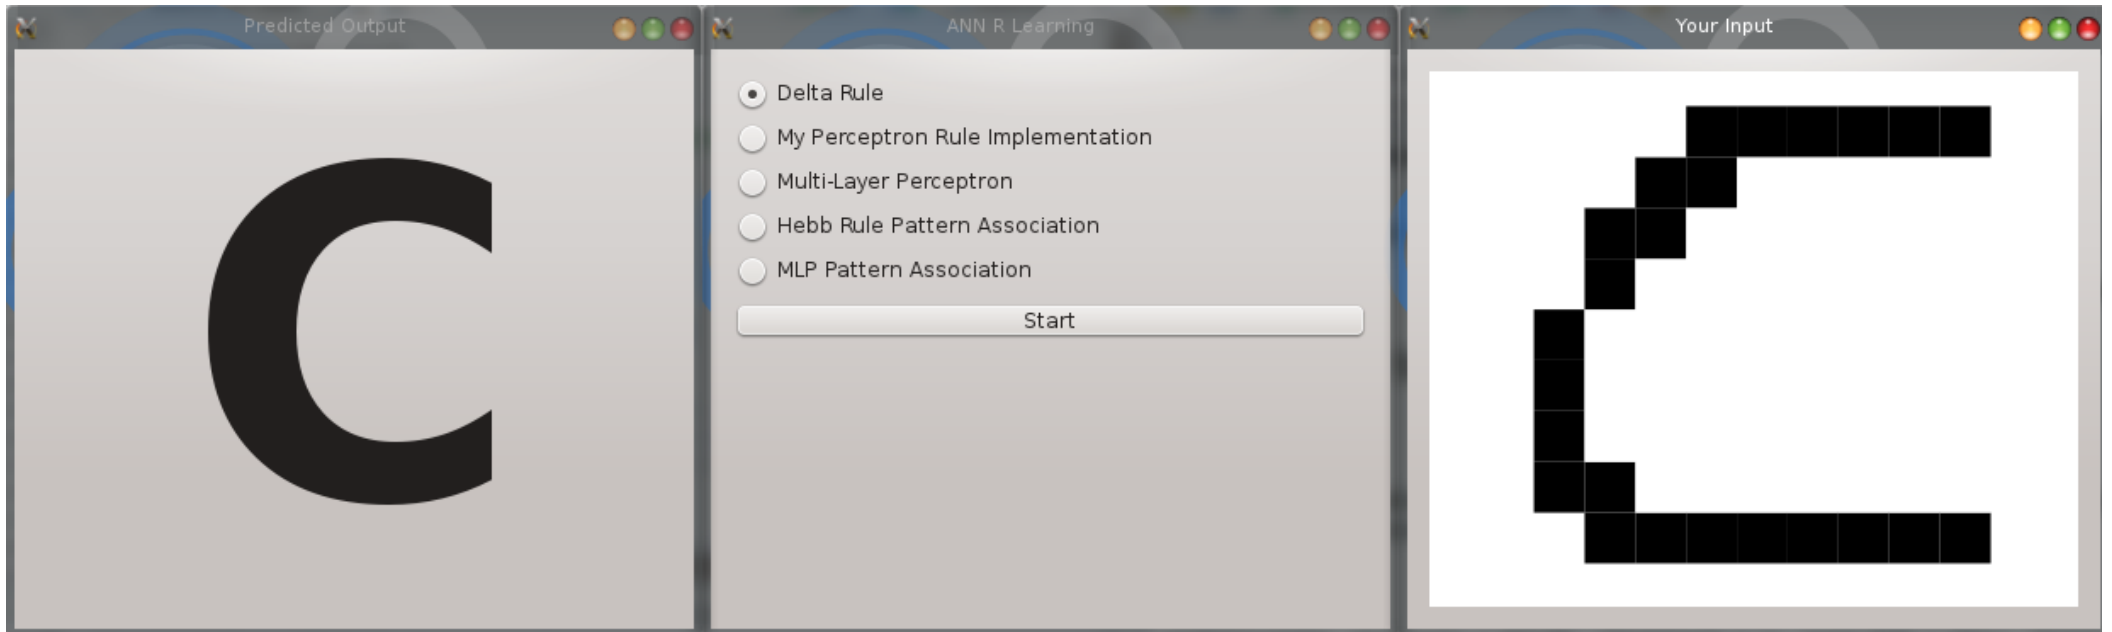 Predicted Output
C
ANN R Learning
Delta Rule
My Perceptron Rule Implementation
Multi-Layer Perceptron
Hebb Rule Pattern Association
MLP Pattern Association
Start
Your Input